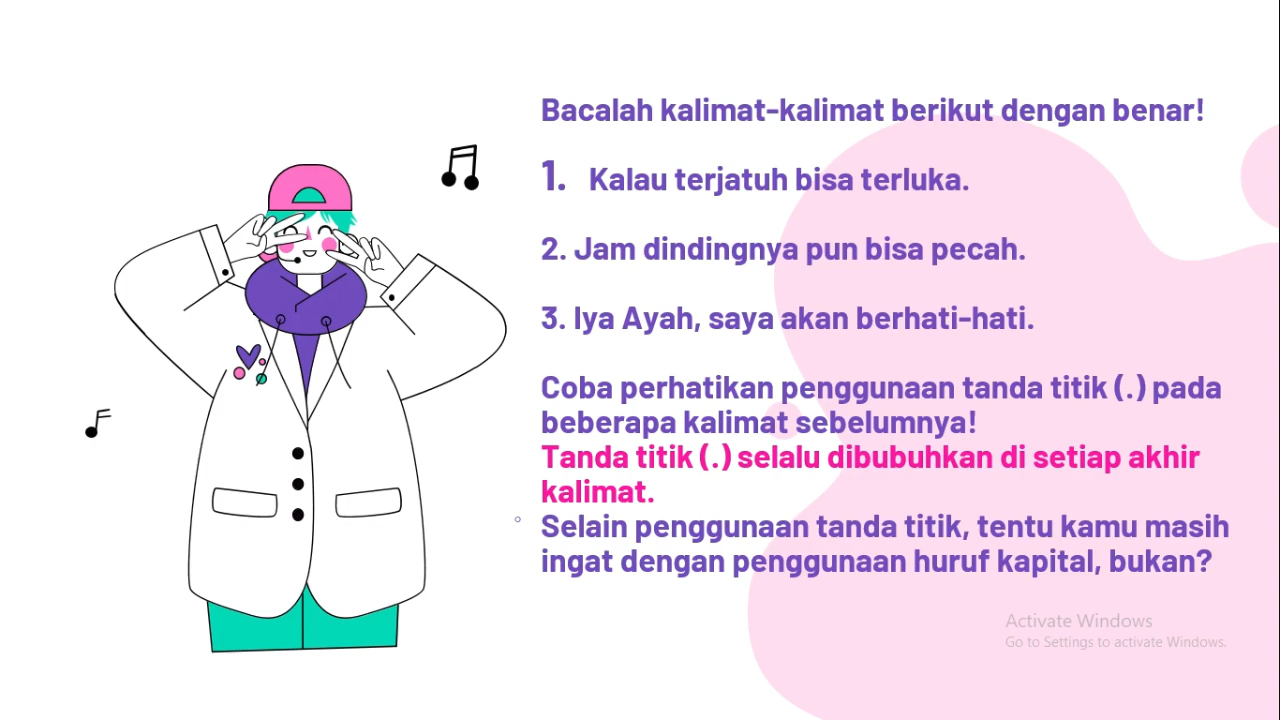 Bacalah kalimat-kalimat berikut dengan benar!
1. Kalau terjatuh bisa terluka.
2. Jam dindingnya pun bisa pecah.
3. Iya Ayah, saya akan berhati-hati.
Coba perhatikan penggunaan tanda titik (.) pada
beberapa kalimat sebelumnya!
Tanda titik (.) selalu dibubuhkan di setiap akhir
kalimat.
Selain penggunaan tanda titik, tentu kamu masih
ingat dengan penggunaan huruf kapital, bukan?
Activate Windows
Go to Settings to activate Windows.